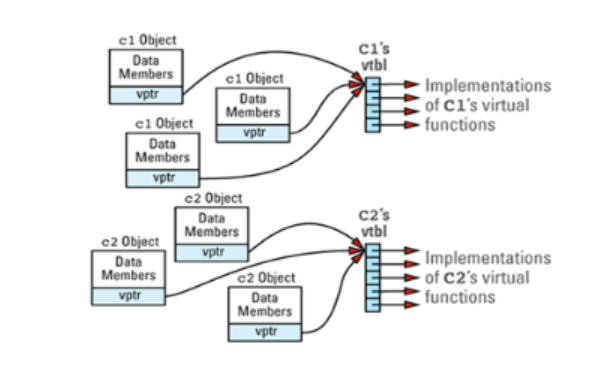 c1 Object
Data
Members
vptr
c1 Object
Data
Members
vptr
c1 Object
Data
Members
vptr
C1's
vtbl
Implementations
of C1's virtual
functions
c2 Object
Data
Members
vptr
c2 Object
Data
Members
vptr
c2 Object
Data
Members
vptr
C2's
vtbl
Implementations
of C2's virtual
functions